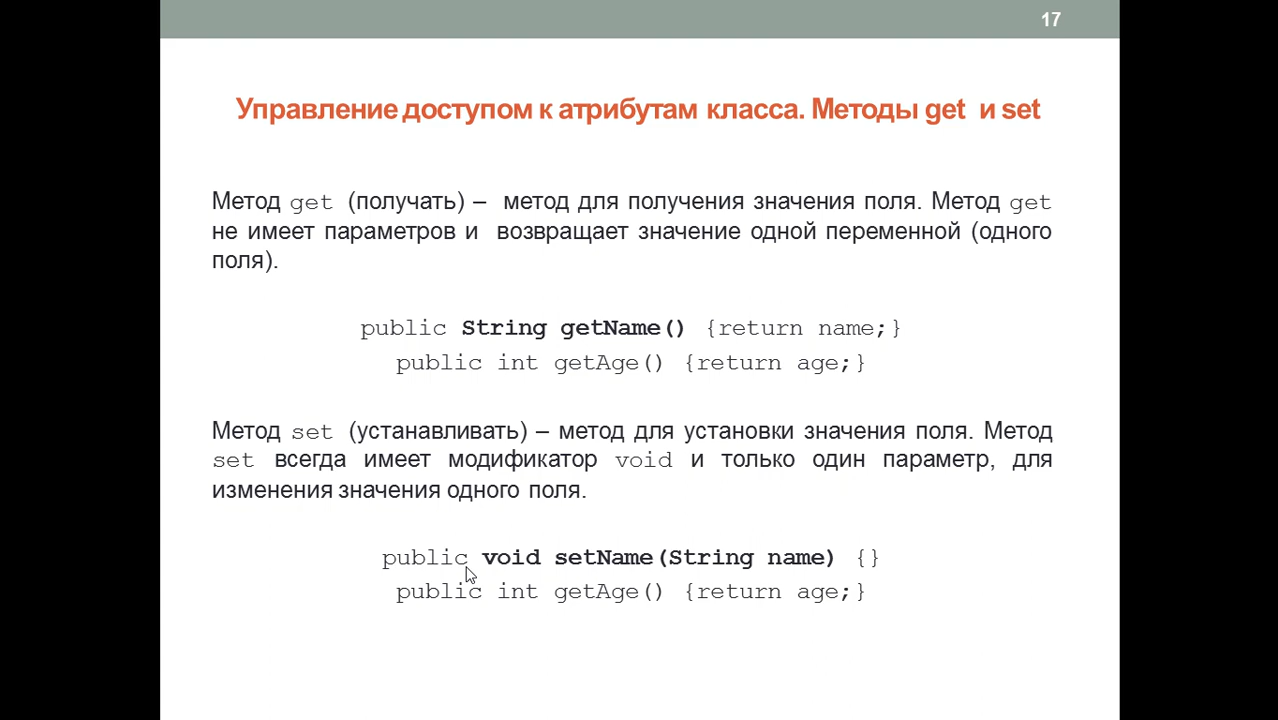 17
Управление доступом к атрибутам класса. Методы get и set
Метод get (получать) – метод для получения значения поля. Метод get
не имеет параметров и возвращает значение одной переменной (одного
поля).
public String getName() {return name;}
public int getAge() {return age;}
Метод set (устанавливать) – метод для установки значения поля. Метод
set всегда имеет модификатор void и только один параметр, для
изменения значения одного поля.
public void setName(String name) {}
public int getAge() {return age;}